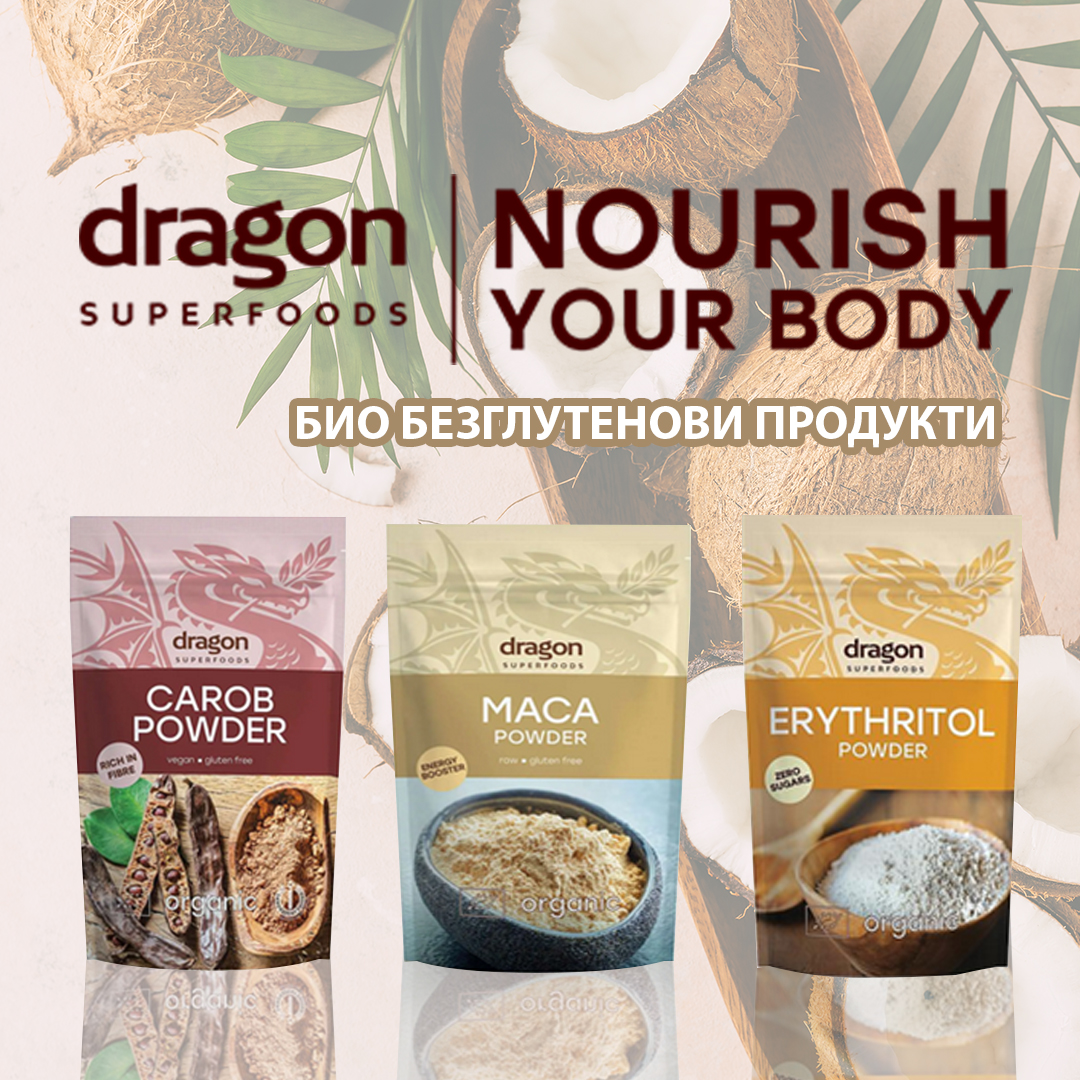 dragon
SUPERFOODS
NOURISH
YOUR BODY
БИО БЕЗГЛУТЕНОВИ ПРОДУКТИ
dragon
SUPERFOODS
CAROB
POWDER
vegan • gluten free
RICH IN
FIBRE
organic
dragon
SUPERFOODS
MACA
POWDER
raw • gluten free
ENERGY
BOOSTER
organic
dragon
SUPERFOODS
ERYTHRITOL
POWDER
ZERO
SUGARS
organic